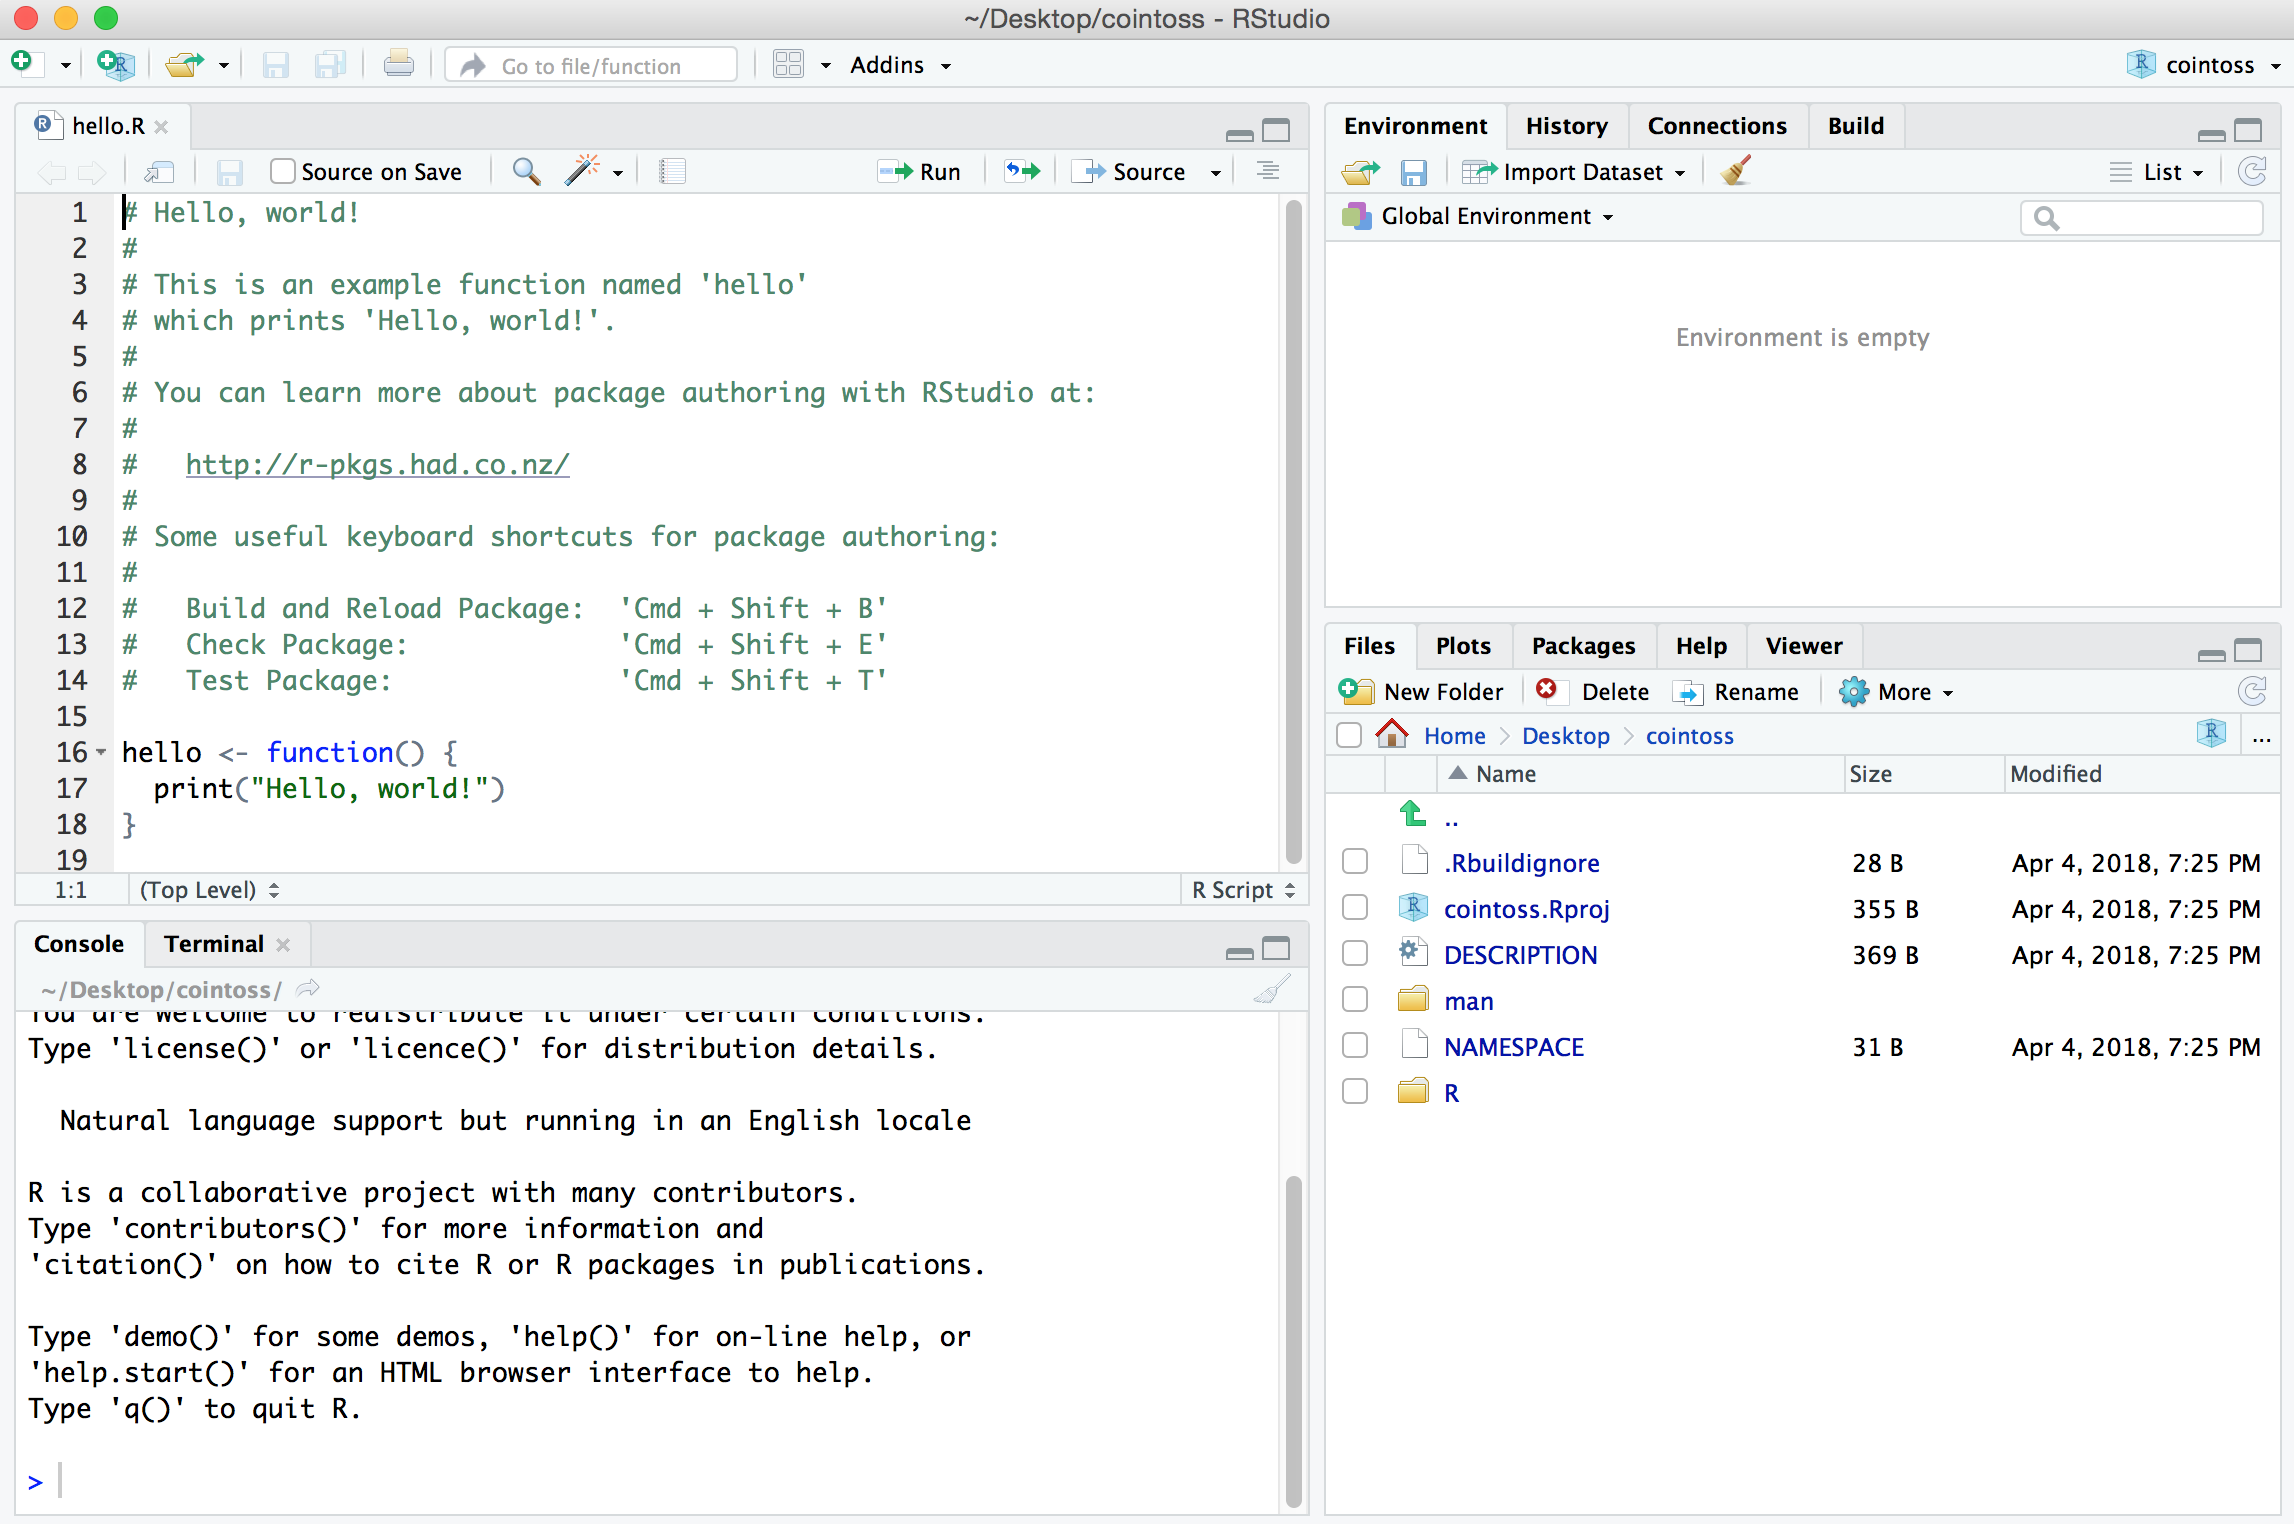 ~/Desktop/cointoss - RStudio
Go to file/function
Addins
cointoss
hello.R
Source on Save
Run
Source
1 # Hello, world!
2 #
3 # This is an example function named 'hello'
4 # which prints 'Hello, world!'.
5 #
6 # You can learn more about package authoring with RStudio at:
7 #
8 #   http://r-pkgs.had.co.nz/
9 #
10 # Some useful keyboard shortcuts for package authoring:
11 #
12 #   Build and Reload Package:  'Cmd + Shift + B'
13 #   Check Package:             'Cmd + Shift + E'
14 #   Test Package:              'Cmd + Shift + T'
15
16 hello <- function() {
17   print("Hello, world!")
18 }
19
1:1 (Top Level) R Script
Console Terminal
~/Desktop/cointoss/
You are welcome to redistribute it under certain conditions.
Type 'license()' or 'licence()' for distribution details.
  Natural language support but running in an English locale
R is a collaborative project with many contributors.
Type 'contributors()' for more information and
'citation()' on how to cite R or R packages in publications.
Type 'demo()' for some demos, 'help()' for on-line help, or
'help.start()' for an HTML browser interface to help.
Type 'q()' to quit R.
>
Environment History Connections Build
Import Dataset List
Global Environment
Environment is empty
Files Plots Packages Help Viewer
New Folder Delete Rename More
Home Desktop cointoss ...
Name Size Modified
..
.Rbuildignore 28 B Apr 4, 2018, 7:25 PM
cointoss.Rproj 355 B Apr 4, 2018, 7:25 PM
DESCRIPTION 369 B Apr 4, 2018, 7:25 PM
man
NAMESPACE 31 B Apr 4, 2018, 7:25 PM
R